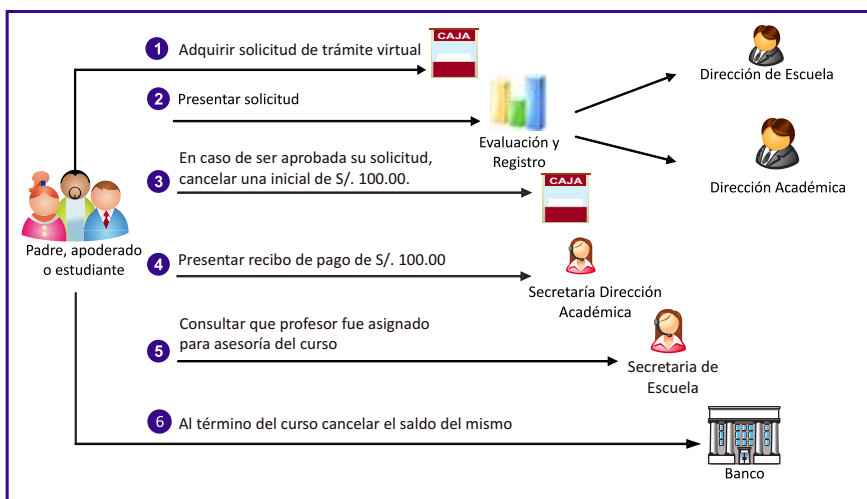 1 Adquirir solicitud de trámite virtual
CAJA
Dirección de Escuela
2 Presentar solicitud
Evaluación y
Registro
Dirección Académica
En caso de ser aprobada su solicitud,
3 cancelar una inicial de S/. 100.00.
CAJA
Padre, apoderado
o estudiante
4 Presentar recibo de pago de S/. 100.00
Secretaría Dirección
Académica
Consultar que profesor fue asignado
5 para asesoría del curso
Secretaria de
Escuela
6 Al término del curso cancelar el saldo del mismo
Banco